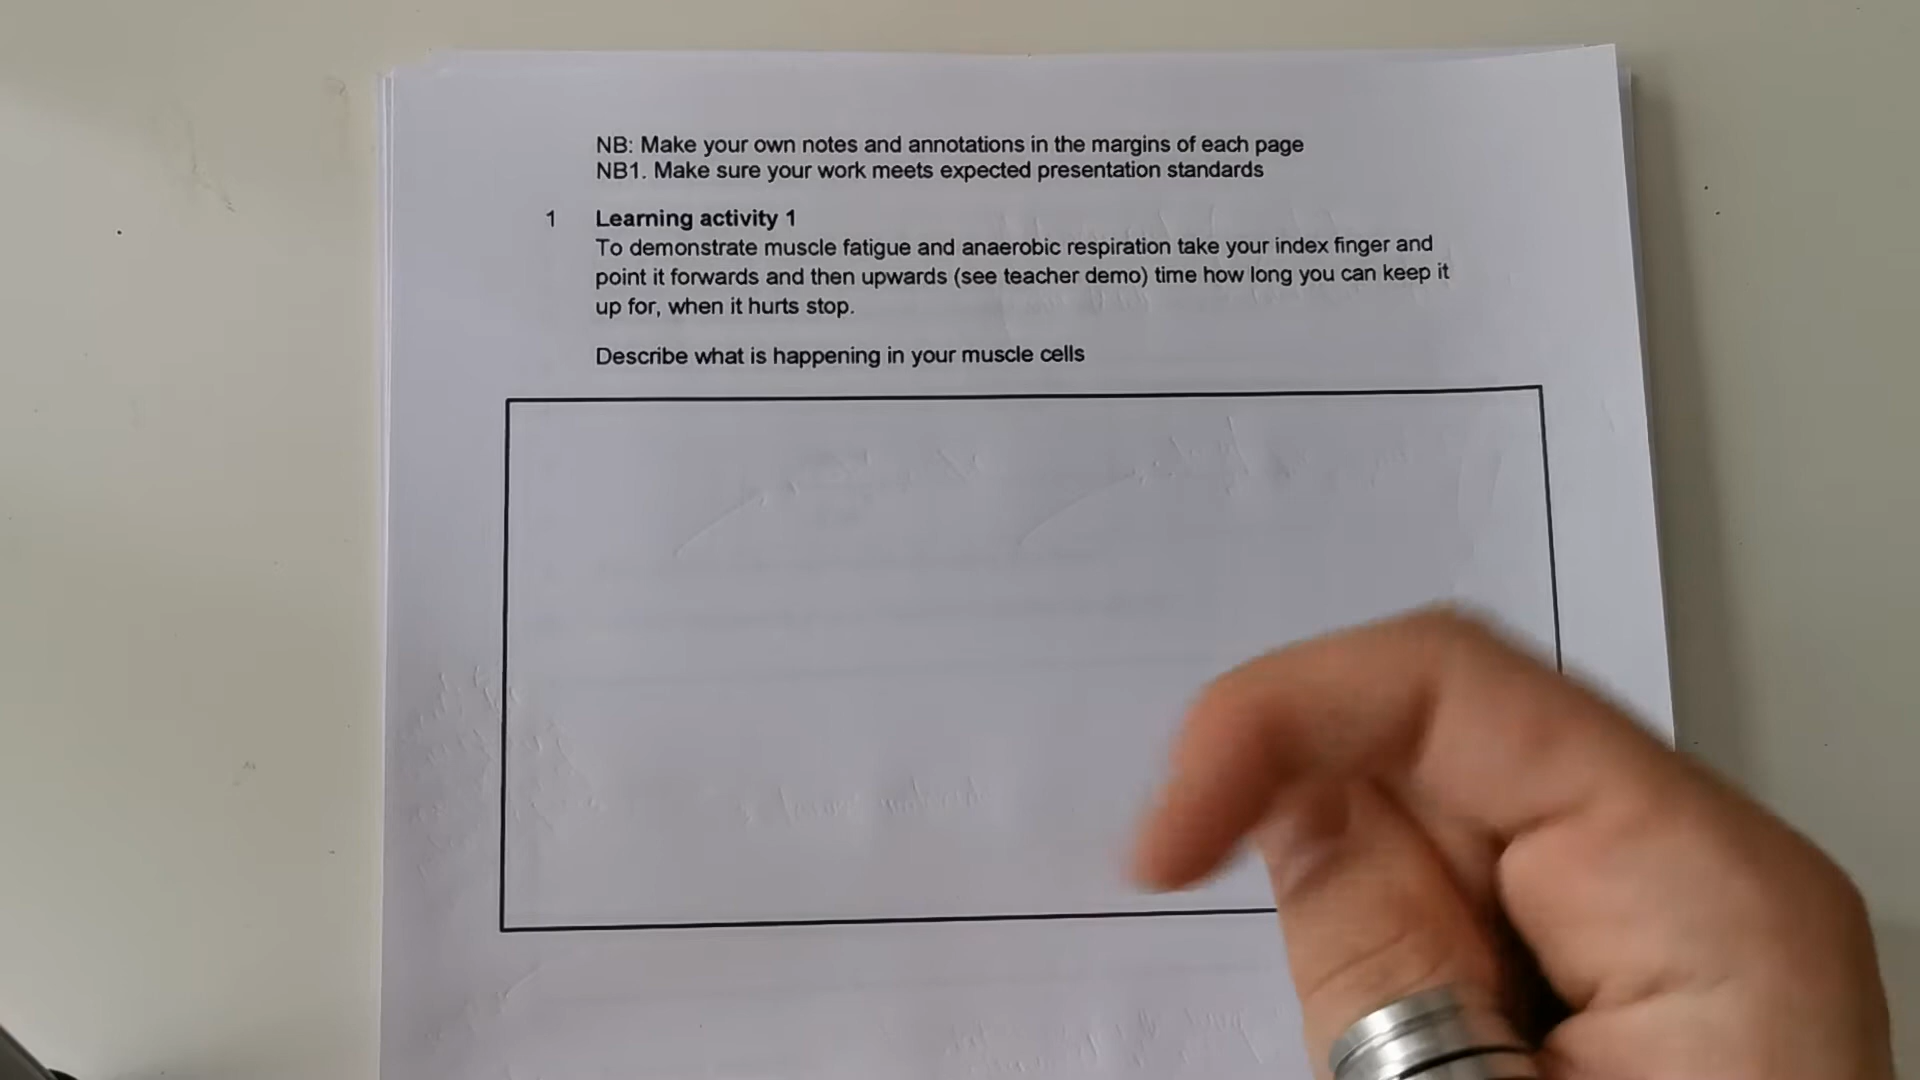 NB: Make your own notes and annotations in the margins of each page
NB1. Make sure your work meets expected presentation standards
1 Learning activity 1
To demonstrate muscle fatigue and anaerobic respiration take your index finger and
point it forwards and then upwards (see teacher demo) time how long you can keep it
up for, when it hurts stop.
Describe what is happening in your muscle cells